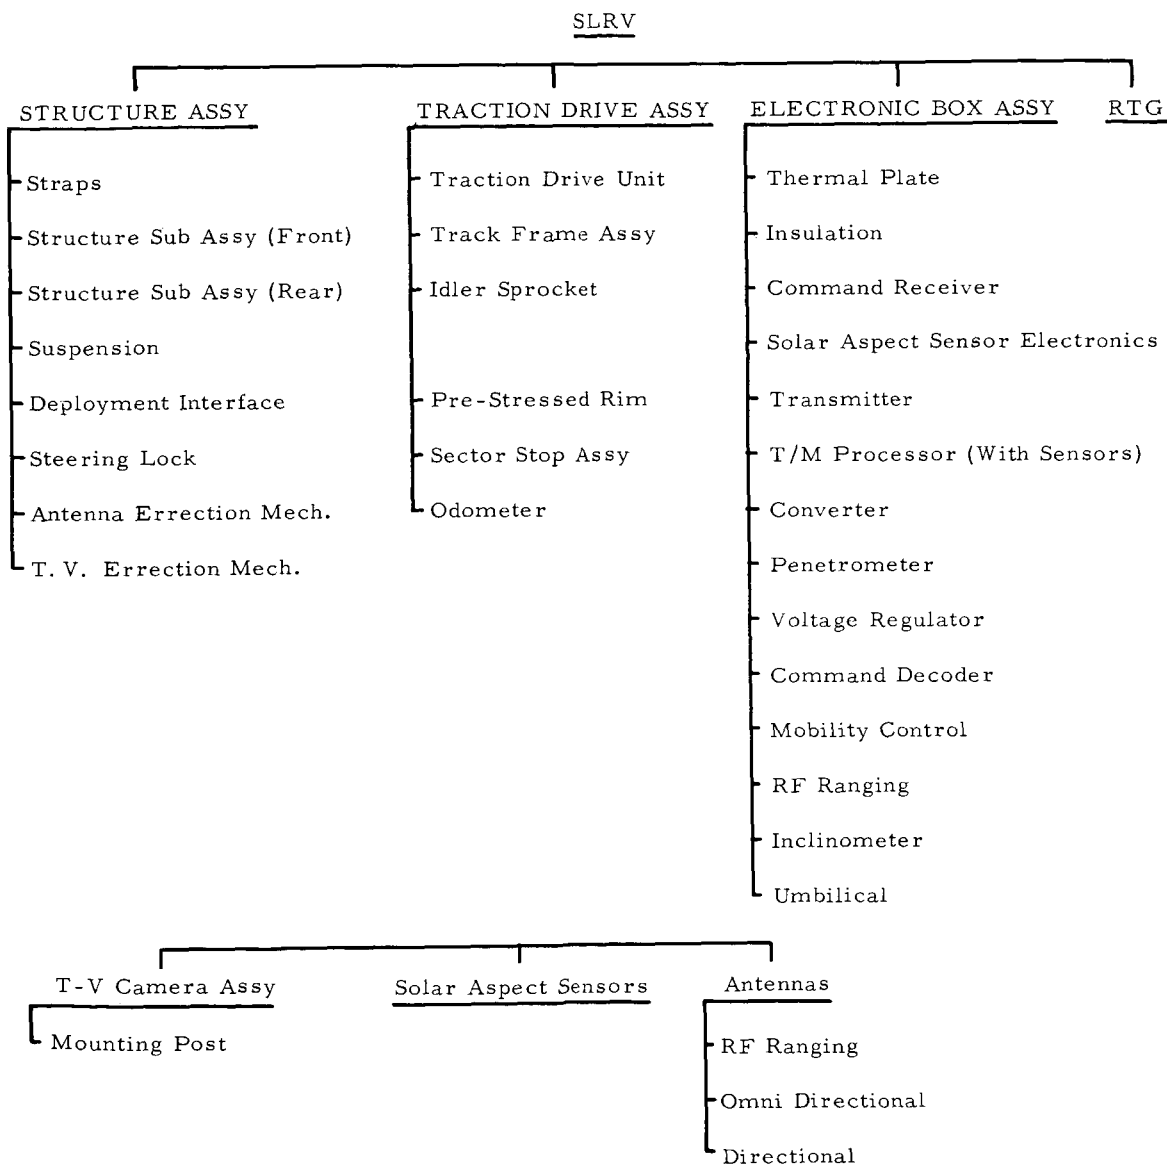 SLRV
STRUCTURE ASSY
Straps
Structure Sub Assy (Front)
Structure Sub Assy (Rear)
Suspension
Deployment Interface
Steering Lock
Antenna Errection Mech.
T. V. Errection Mech.
TRACTION DRIVE ASSY
Traction Drive Unit
Track Frame Assy
Idler Sprocket
Pre-Stressed Rim
Sector Stop Assy
Odometer
ELECTRONIC BOX ASSY
Thermal Plate
Insulation
Command Receiver
Solar Aspect Sensor Electronics
Transmitter
T/M Processor (With Sensors)
Converter
Penetrometer
Voltage Regulator
Command Decoder
Mobility Control
RF Ranging
Inclinometer
Umbilical
RTG
T-V Camera Assy
Mounting Post
Solar Aspect Sensors
Antennas
RF Ranging
Omni Directional
Directional